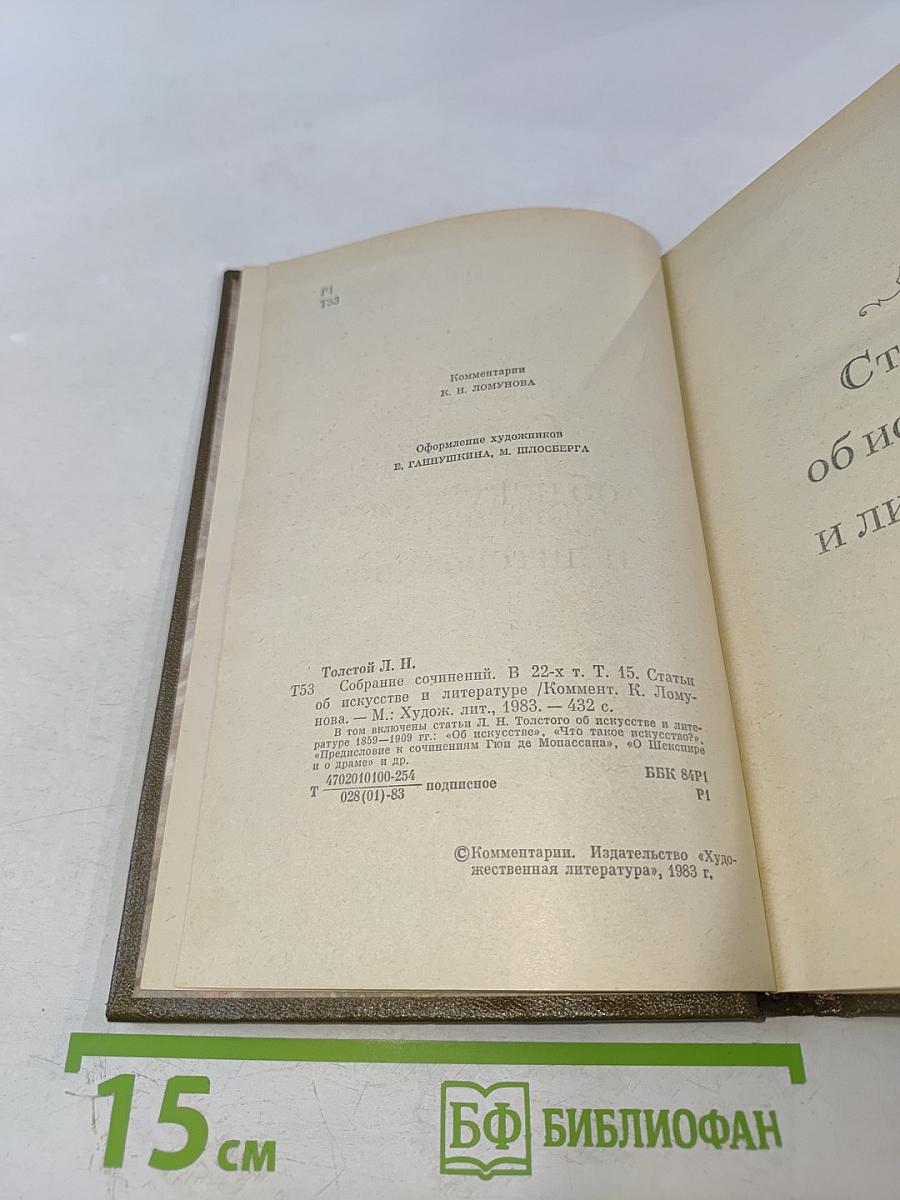 Р1
Т53
Комментарии
К. Н. ЛОМУНОВА
Оформление художников
Б. ГАННУШКИНА, М. ШЛОСБЕРГА
Толстой Л. Н.
Т53 Собрание сочинений. В 22-х т. Т. 15. Статьи
об искусстве и литературе /Коммент. К. Лому-
нова. — М.: Худож. лит., 1983. — 432 с.
В том включены статьи Л. Н. Толстого об искусстве и лите-
ратуре 1859—1909 гг.: «Об искусстве», «Что такое искусство?»,
«Предисловие к сочинениям Гюи де Мопассана», «О Шекспире
и о драме» и др.
Т 4702010100-254 подписное ББК 84Р1
028(01)-83 Р1
©Комментарии. Издательство «Худо-
жественная литература», 1983 г.
Ст
об ис
и ли
15 см БФ БИБЛИОФАН